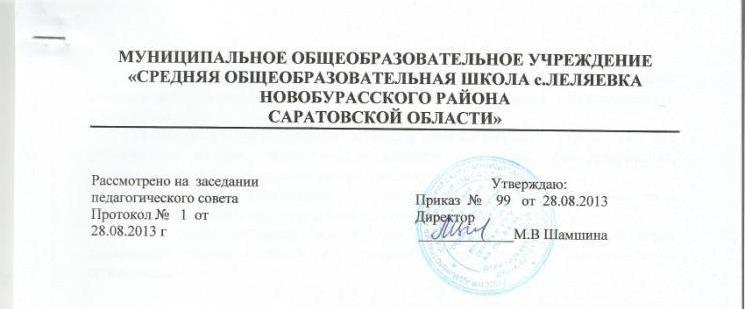 МУНИЦИПАЛЬНОЕ ОБЩЕОБРАЗОВАТЕЛЬНОЕ УЧРЕЖДЕНИЕ
«СРЕДНЯЯ ОБЩЕОБРАЗОВАТЕЛЬНАЯ ШКОЛА с.ЛЕЛЯЕВКА
НОВОБУРАССКОГО РАЙОНА
САРАТОВСКОЙ ОБЛАСТИ»
Рассмотрено на заседании
педагогического совета
Протокол № 1 от
28.08.2013 г
Утверждаю:
Приказ № 99 от 28.08.2013
Директор
______________М.В Шамшина